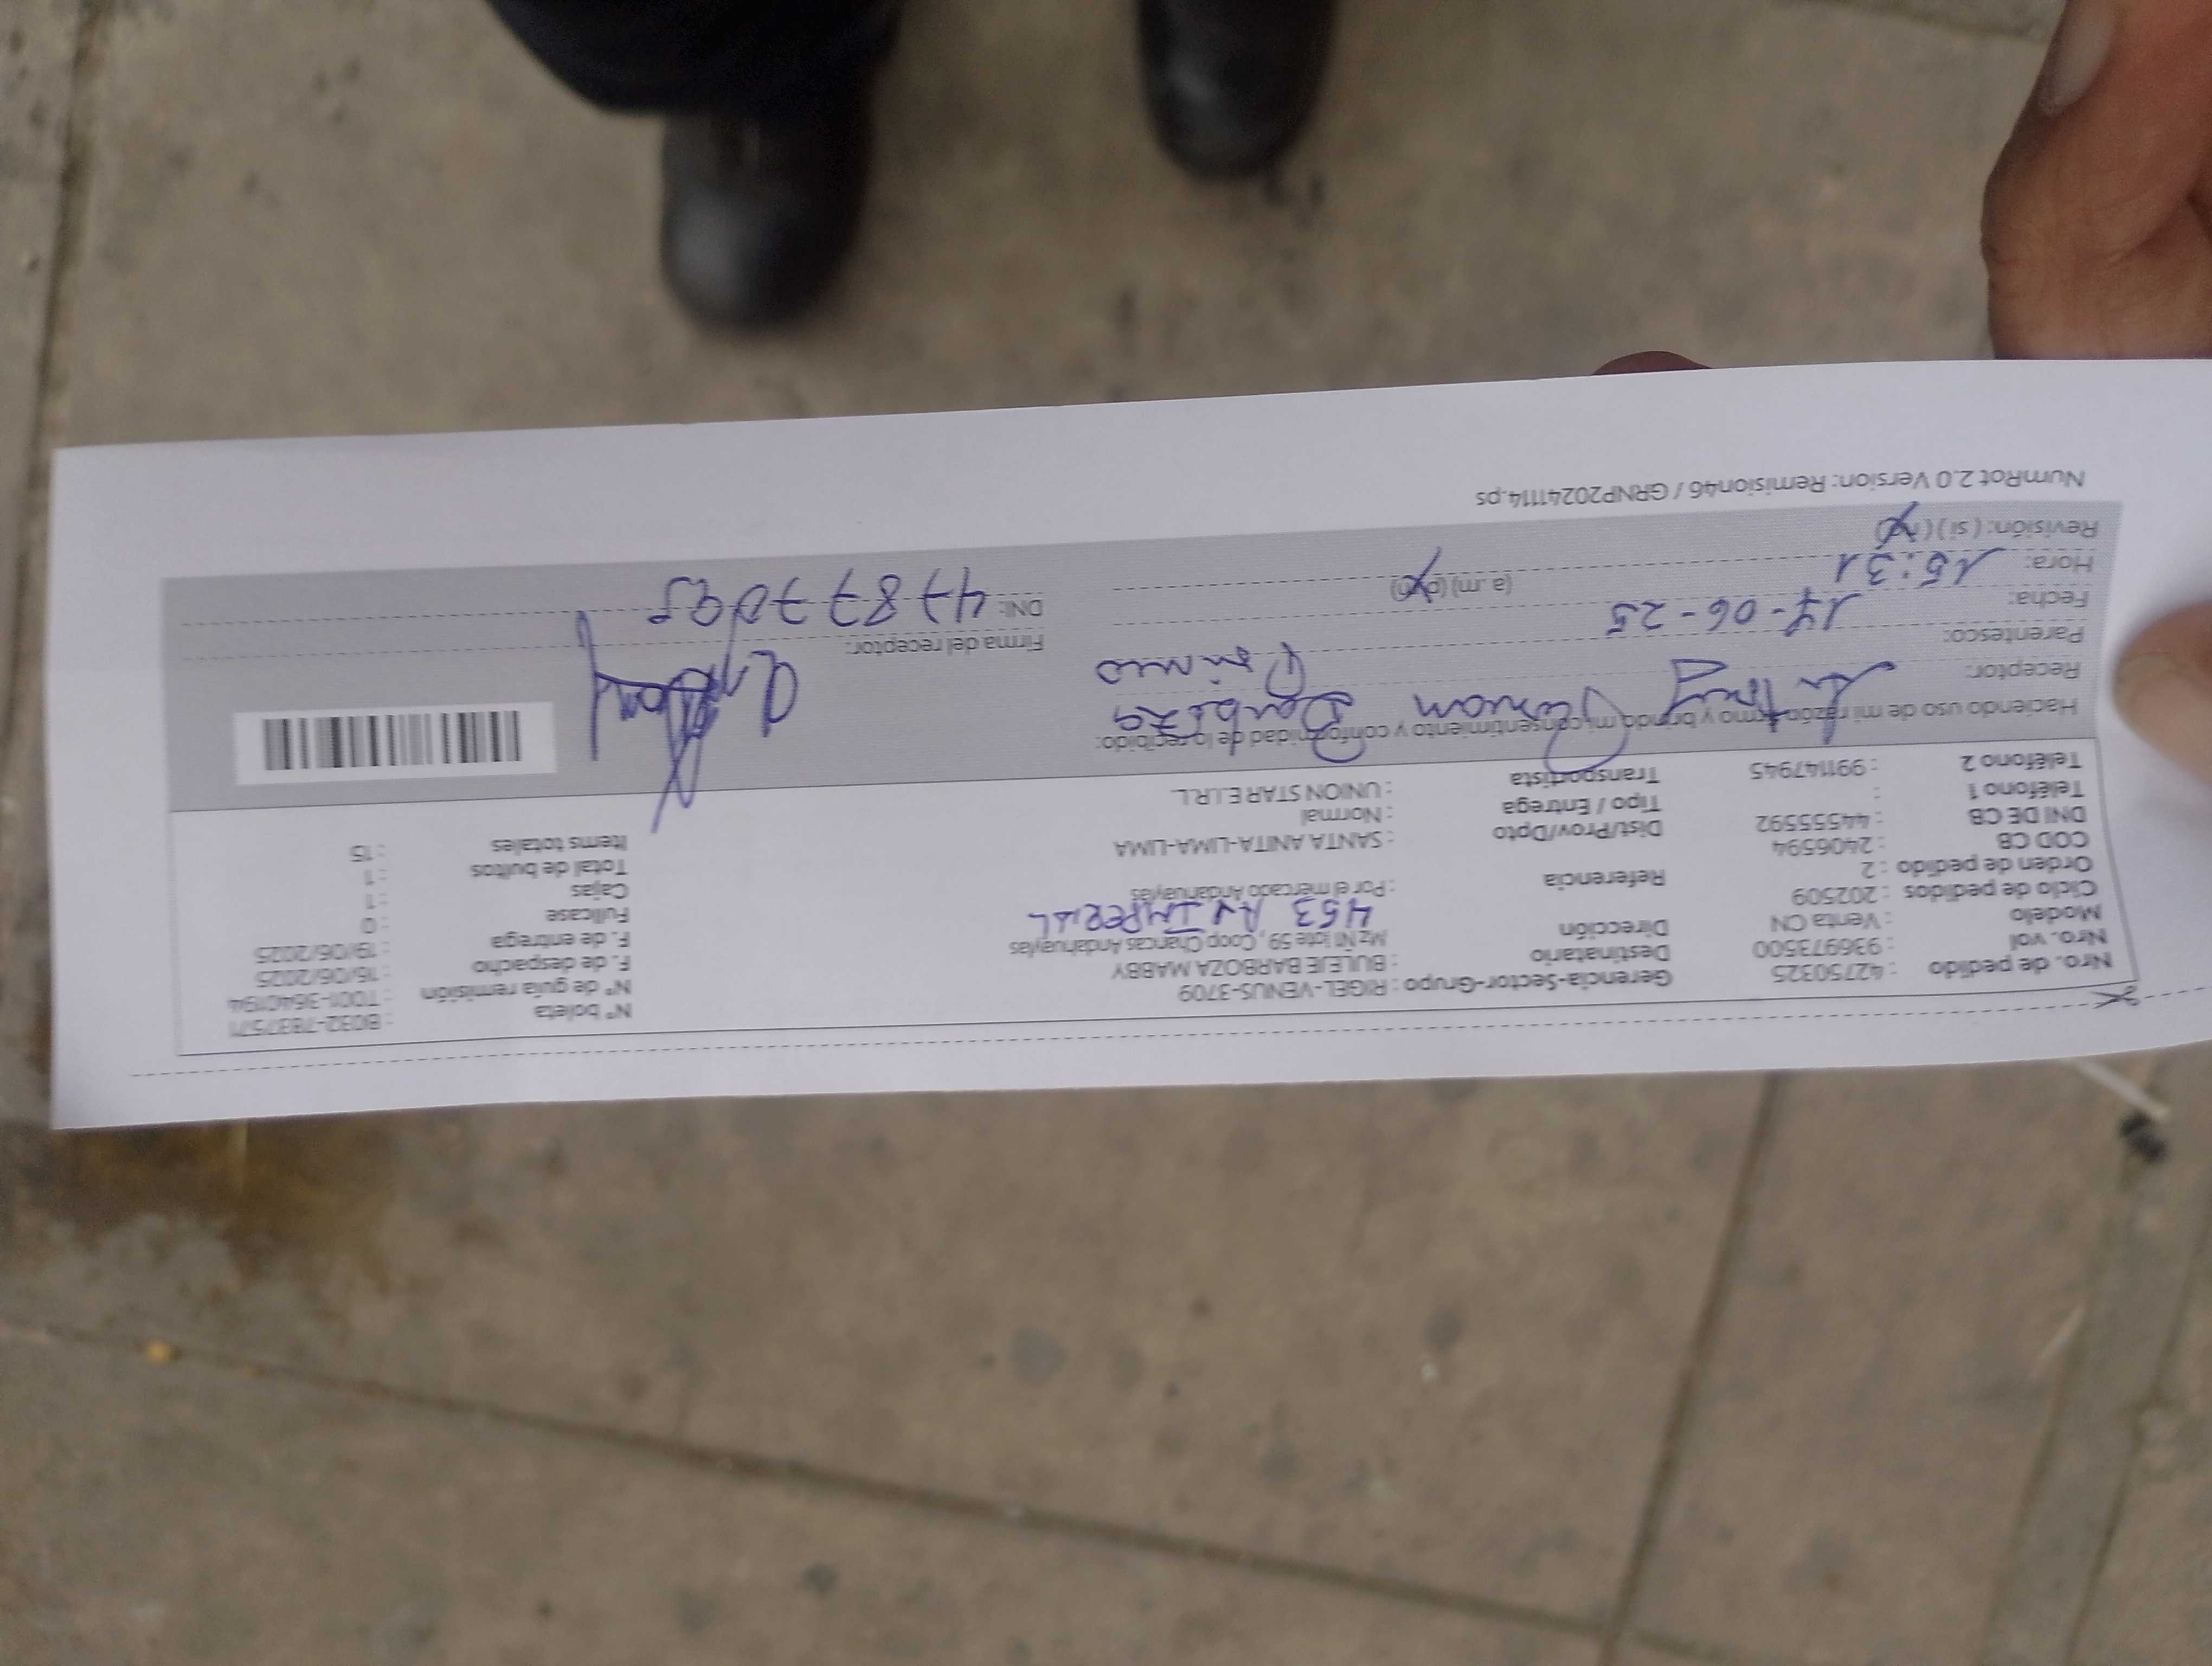 Nro. de pedido : 42750325 Gerencia-Sector-Grupo : RIGEL-VENUS-3709 N° boleta : B032-7837571
Nro. vol : 936973500 Destinatario : BULEJE BARBOZA MABBY N° de guía remisión : T001-3640194
Modelo : Venta CN Dirección Mz Ñ1 lote 59, Coop Chancas Andahuaylas F. de despacho : 16/06/2025
453 AV IMPERIAL
Ciclo de pedidos : 202509 F. de entrega : 19/06/2025
Orden de pedido : 2 Referencia : Por el mercado Andahuaylas Fullcase : 0
COD CB : 2406594 Cajas : 1
DNI DE CB : 44555592 Dist/Prov/Dpto : SANTA ANITA-LIMA-LIMA Total de bultos : 1
Teléfono 1 : Tipo / Entrega : Normal Items totales : 15
Teléfono 2 : 991147945 Transportista : UNION STAR E.I.R.L.
Haciendo uso de mi razón firmo y brindo mi consentimiento y conformidad de lo recibido:
Receptor: Antony Barboza
Parentesco: Primo Firma del receptor:
Fecha: 17-06-25 DNI: 47877095
Hora: 15:31 (a .m) (pm)
Revisión: ( si ) ( no )
NumRot 2.0 Version: Remision46 / GRNP20241114.ps